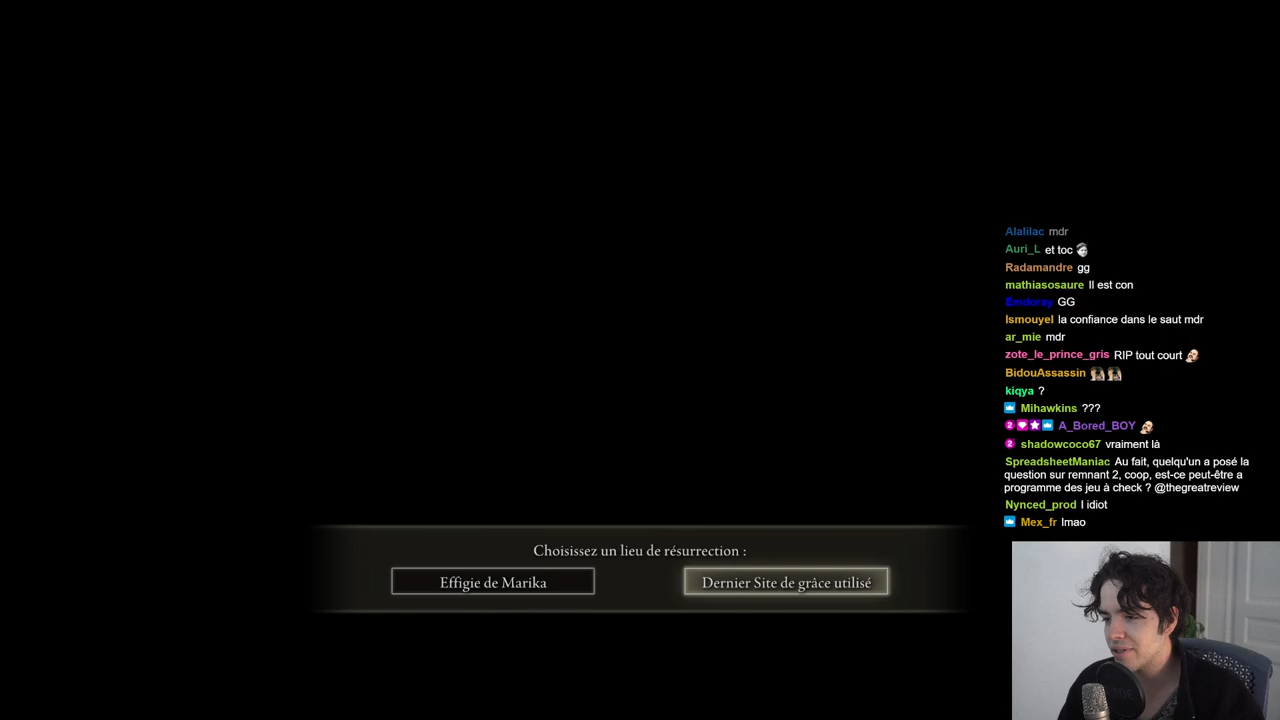 Alalilac mdr
Auri_L et toc
Radamandre gg
mathiasosaure Il est con
Emdoray GG
Ismouyel la confiance dans le saut mdr
ar_mie mdr
zote_le_prince_gris RIP tout court
BidouAssassin
kiqya ?
Mihawkins ???
2 A_Bored_BOY
2 shadowcoco67 vraiment là
SpreadsheetManiac Au fait, quelqu'un a posé la
question sur remnant 2, coop, est-ce peut-être a
programme des jeu à check ? @thegreatreview
Nynced_prod l idiot
Mex_fr lmao
Choisissez un lieu de résurrection :
Effigie de Marika
Dernier Site de grâce utilisé